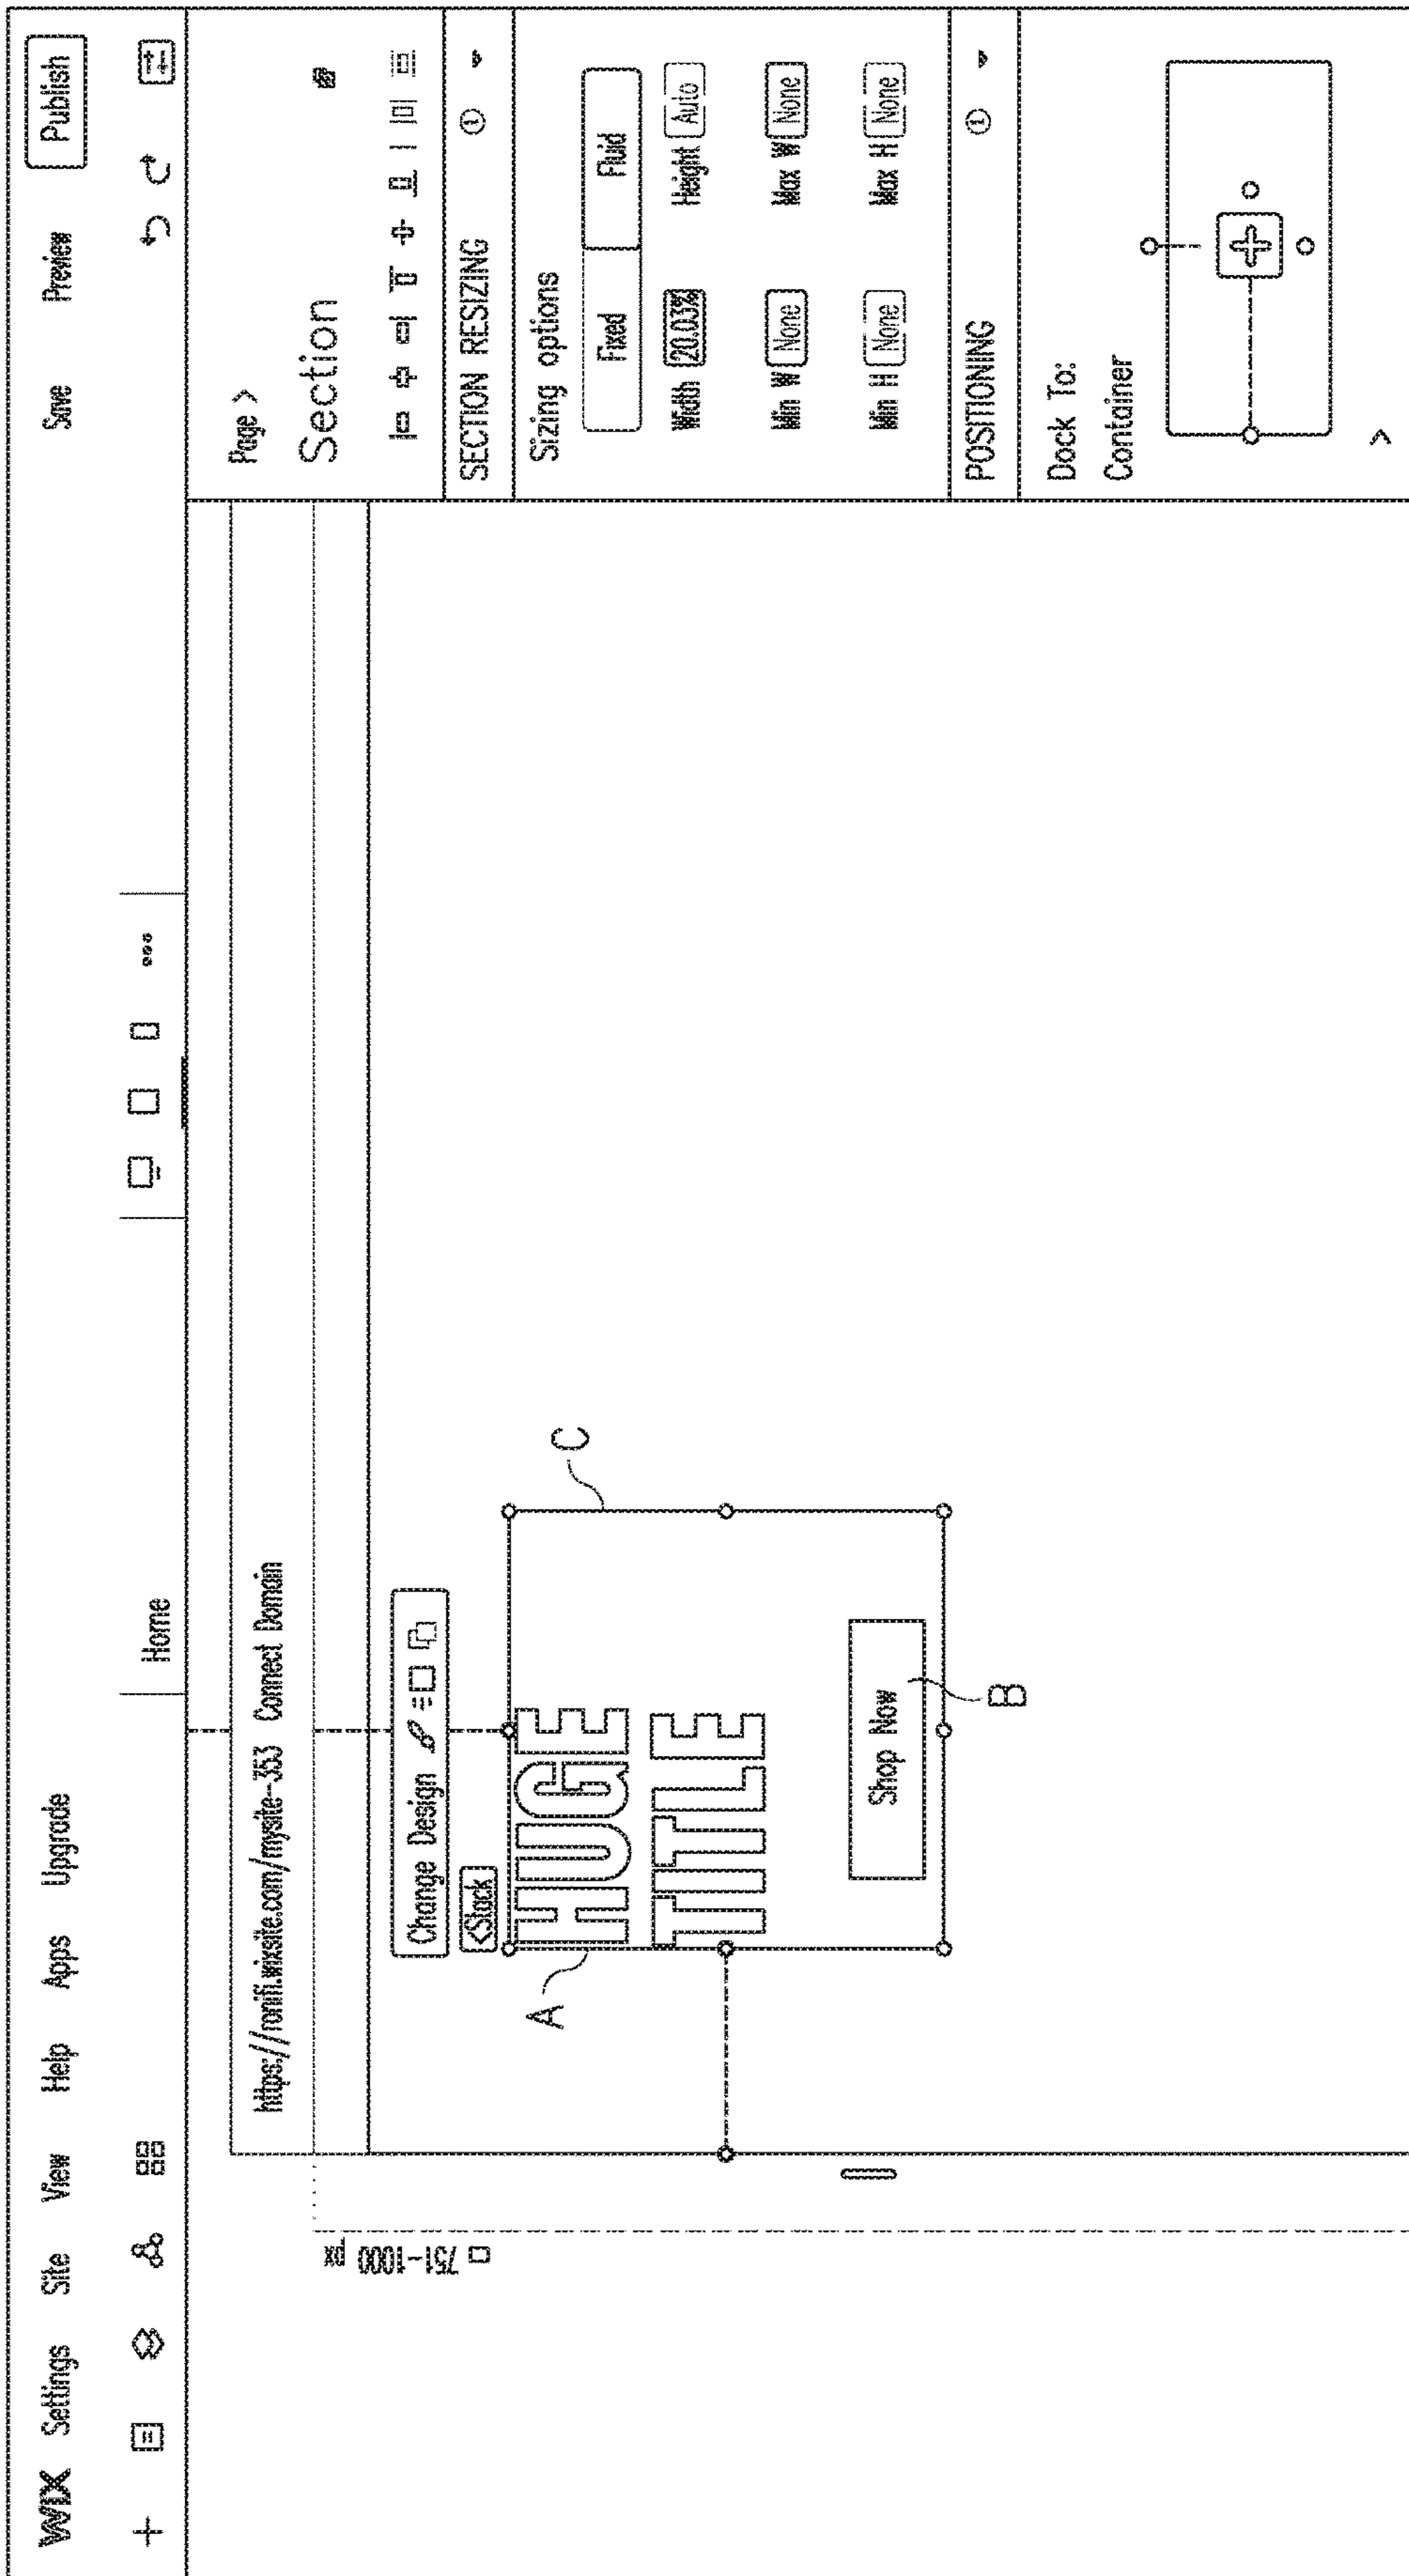 WIX Settings Site View Help Apps Upgrade Save Preview Publish
Home
https://ronifi.wixsite.com/mysite-353 Connect Domain
751-1000 px
Change Design
<Stack
HUGE
TITLE
Shop Now
A
B
C
Page >
Section
SECTION RESIZING
Sizing options
Fixed Fluid
Width 20.03% Height Auto
Min W None Max W None
Min H None Max H None
POSITIONING
Dock To:
Container